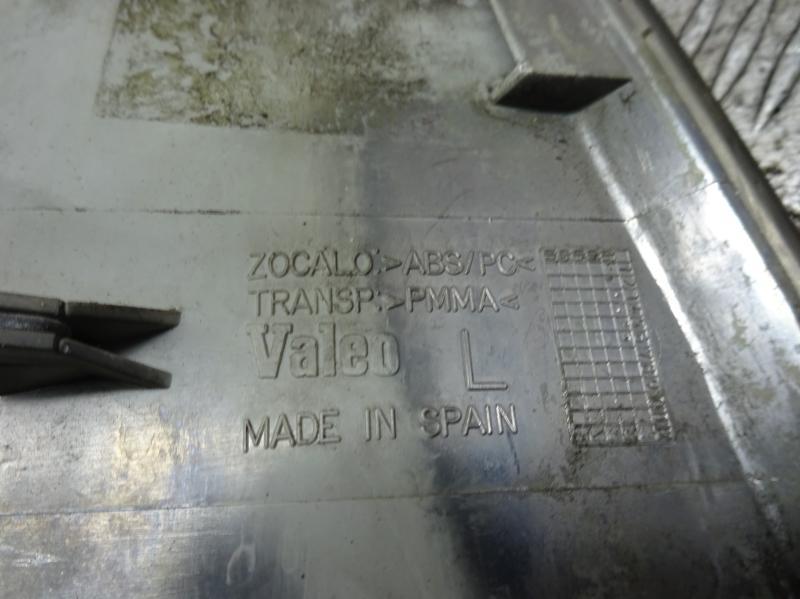 ZOCALO:>ABS/PC<
TRANSP:>PMMA<
Valeo L
MADE IN SPAIN